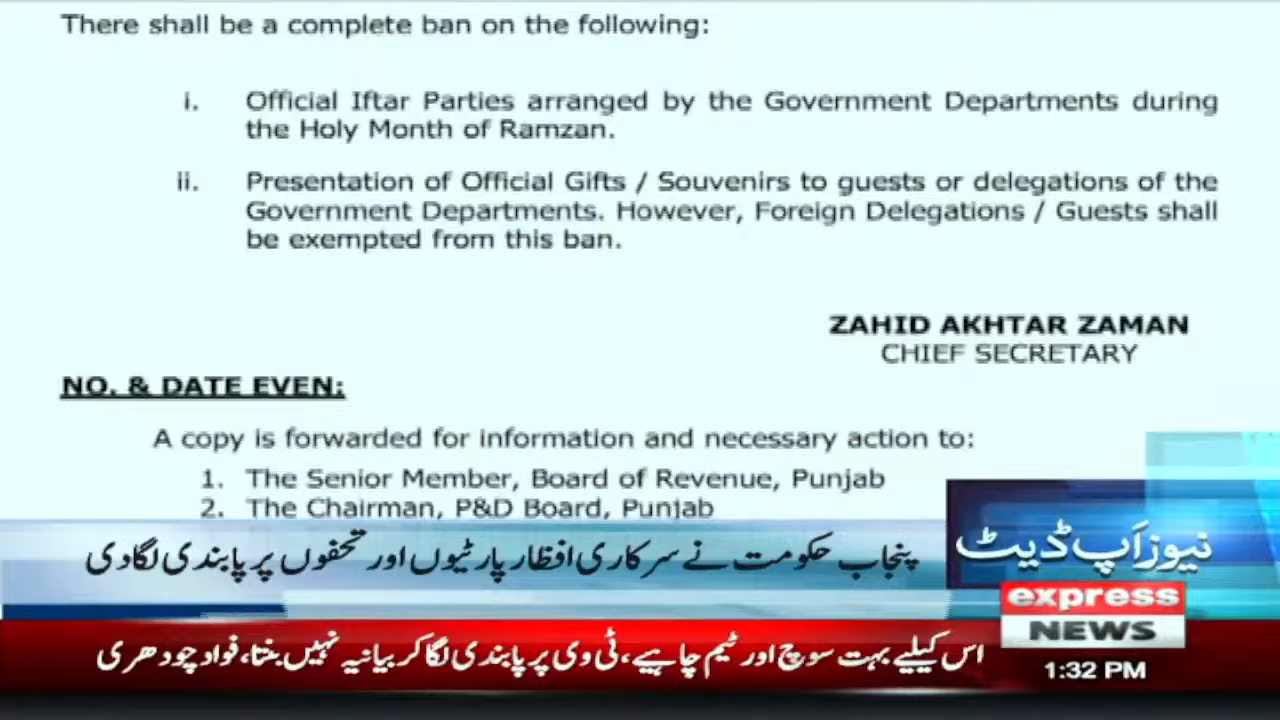 There shall be a complete ban on the following:
i. Official Iftar Parties arranged by the Government Departments during
the Holy Month of Ramzan.
ii. Presentation of Official Gifts / Souvenirs to guests or delegations of the
Government Departments. However, Foreign Delegations / Guests shall
be exempted from this ban.
ZAHID AKHTAR ZAMAN
CHIEF SECRETARY
NO. & DATE EVEN:
A copy is forwarded for information and necessary action to:
1. The Senior Member, Board of Revenue, Punjab
2. The Chairman, P&D Board, Punjab
پنجاب حکومت نے سرکاری افطار پارٹیوں اور تحفوں پر پابندی لگادی
نیوز اَپ ڈیٹ
express
NEWS
اس کیلیے بہت سوچ اور ٹیم چاہیے، ٹی وی پر پابندی لگا کر بیانیہ نہیں بنتا، فواد چودھری
1:32 PM